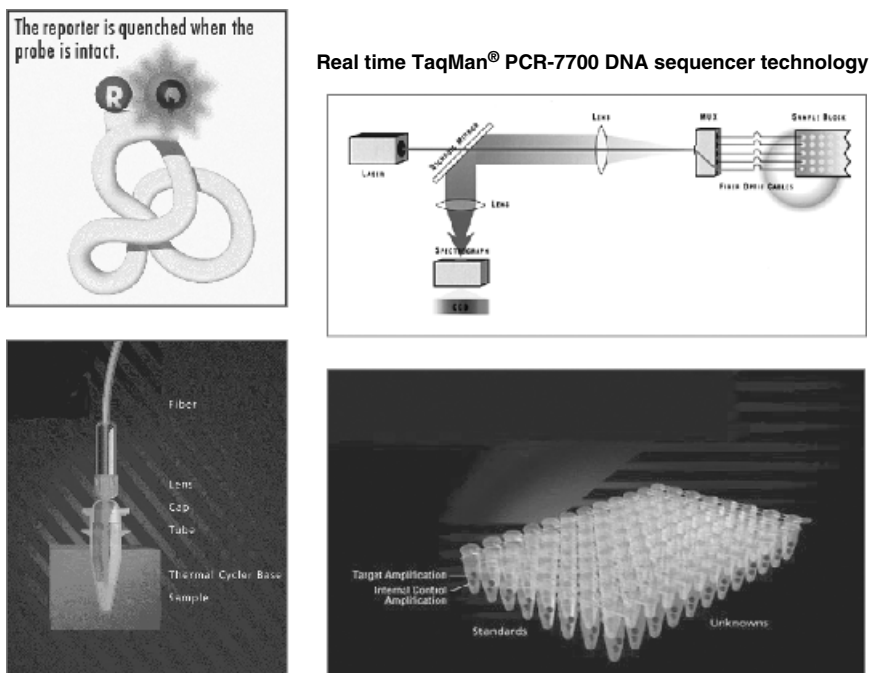 The reporter is quenched when the
probe is intact.
R Q
Real time TaqMan® PCR-7700 DNA sequencer technology
LASER
DICHROIC MIRROR
LENS
MUX
SAMPLE BLOCK
FIBER OPTIC CABLES
LENS
SPECTROGRAPH
CCD
Fiber
Lens
Cap
Tube
Thermal Cycler Base
Sample
Target Amplification
Internal Control
Amplification
Standards
Unknowns